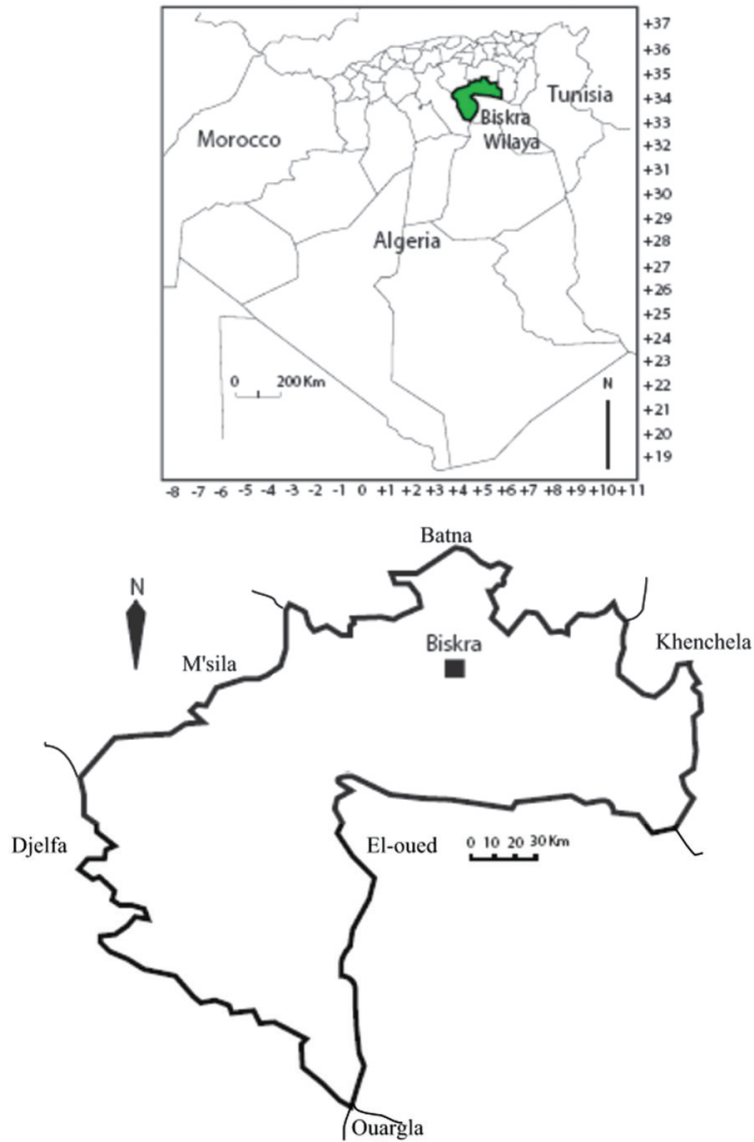 +37
+36
+35
+34
+33
+32
+31
+30
+29
+28
+27
+26
+25
+24
+23
+22
+21
+20
+19
Tunisia
Morocco
Biskra
Wilaya
Algeria
0 200 Km
N
-8 -7 -6 -5 -4 -3 -2 -1 0 +1 +2 +3 +4 +5 +6 +7 +8 +9 +10 +11
Batna
N
Biskra
Khenchela
M'sila
Djelfa
El-oued
0 10 20 30 Km
Ouargla